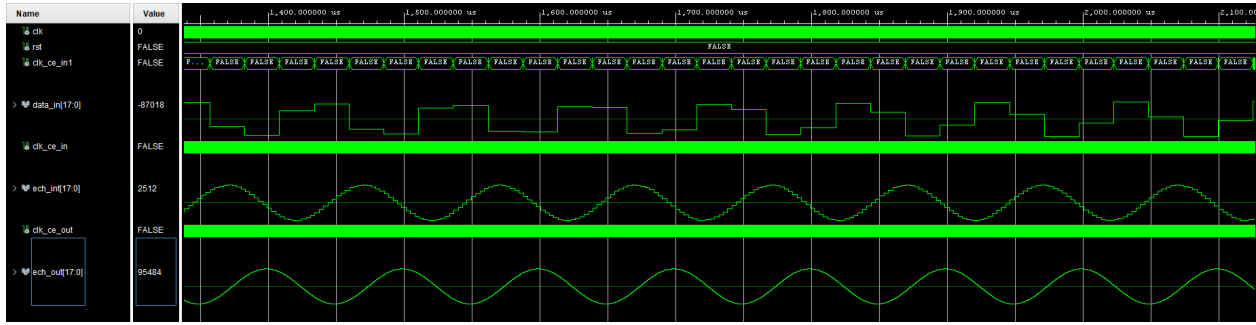 Name Value 1,400.000000 us 1,500.000000 us 1,600.000000 us 1,700.000000 us 1,800.000000 us 1,900.000000 us 2,000.000000 us 2,100.00
clk 0
rst FALSE FALSE
clk_ce_in1 FALSE F... FALSE FALSE FALSE FALSE FALSE FALSE FALSE FALSE FALSE FALSE FALSE FALSE FALSE FALSE FALSE FALSE FALSE FALSE FALSE FALSE FALSE FALSE FALSE FALSE FALSE FALSE FALSE FALSE FALSE FALSE
data_in[17:0] -87018
clk_ce_in FALSE
ech_int[17:0] 2512
clk_ce_out FALSE
ech_out[17:0] 95484